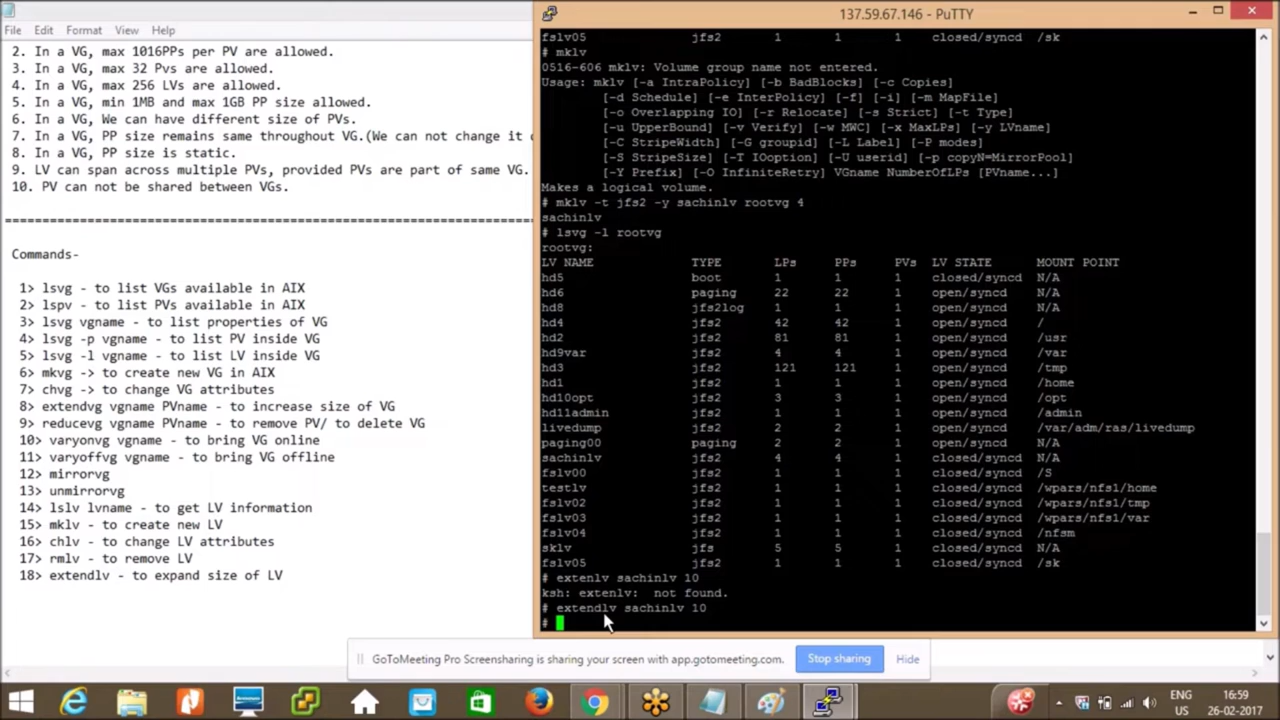 File Edit Format View Help
2. In a VG, max 1016PPs per PV are allowed.
3. In a VG, max 32 Pvs are allowed.
4. In a VG, max 256 LVs are allowed.
5. In a VG, min 1MB and max 1GB PP size allowed.
6. In a VG, We can have different size of PVs.
7. In a VG, PP size remains same throughout VG.(We can not change it
8. In a VG, PP size is static.
9. LV can span across multiple PVs, provided PVs are part of same VG.
10. PV can not be shared between VGs.
===============================================================
Commands-
1> lsvg - to list VGs available in AIX
2> lspv - to list PVs available in AIX
3> lsvg vgname - to list properties of VG
4> lsvg -p vgname - to list PV inside VG
5> lsvg -l vgname - to list LV inside VG
6> mkvg -> to create new VG in AIX
7> chvg -> to change VG attributes
8> extendvg vgname PVname - to increase size of VG
9> reducevg vgname PVname - to remove PV/ to delete VG
10> varyonvg vgname - to bring VG online
11> varyoffvg vgname - to bring VG offline
12> mirrorvg
13> unmirrorvg
14> lslv lvname - to get LV information
15> mklv - to create new LV
16> chlv - to change LV attributes
17> rmlv - to remove LV
18> extendlv - to expand size of LV
137.59.67.146 - PuTTY
fslv05 jfs2 1 1 1 closed/syncd /sk
# mklv
0516-606 mklv: Volume group name not entered.
Usage: mklv [-a IntraPolicy] [-b BadBlocks] [-c Copies]
[-d Schedule] [-e InterPolicy] [-f] [-i] [-m MapFile]
[-o Overlapping IO] [-r Relocate] [-s Strict] [-t Type]
[-u UpperBound] [-v Verify] [-w MWC] [-x MaxLPs] [-y LVname]
[-C StripeWidth] [-G groupid] [-L Label] [-P modes]
[-S StripeSize] [-T IOoption] [-U userid] [-p copyN=MirrorPool]
[-Y Prefix] [-O InfiniteRetry] VGname NumberOfLPs [PVname...]
Makes a logical volume.
# mklv -t jfs2 -y sachinlv rootvg 4
sachinlv
# lsvg -l rootvg
rootvg:
LV NAME TYPE LPs PPs PVs LV STATE MOUNT POINT
hd5 boot 1 1 1 closed/syncd N/A
hd6 paging 22 22 1 open/syncd N/A
hd8 jfs2log 1 1 1 open/syncd N/A
hd4 jfs2 42 42 1 open/syncd /
hd2 jfs2 81 81 1 open/syncd /usr
hd9var jfs2 4 4 1 open/syncd /var
hd3 jfs2 121 121 1 open/syncd /tmp
hd1 jfs2 1 1 1 open/syncd /home
hd10opt jfs2 3 3 1 open/syncd /opt
hd11admin jfs2 1 1 1 open/syncd /admin
livedump jfs2 2 2 1 open/syncd /var/adm/ras/livedump
paging00 paging 2 2 1 open/syncd N/A
sachinlv jfs2 4 4 1 closed/syncd N/A
fslv00 jfs2 1 1 1 closed/syncd /S
testlv jfs2 1 1 1 closed/syncd /wpars/nfs1/home
fslv02 jfs2 1 1 1 closed/syncd /wpars/nfs1/tmp
fslv03 jfs2 1 1 1 closed/syncd /wpars/nfs1/var
fslv04 jfs2 1 1 1 closed/syncd /nfsm
sklv jfs 5 5 1 closed/syncd N/A
fslv05 jfs2 1 1 1 closed/syncd /sk
# extenlv sachinlv 10
ksh: extenlv: not found.
# extendlv sachinlv 10
#
GoToMeeting Pro Screensharing is sharing your screen with app.gotomeeting.com. Stop sharing Hide
ENG 16:59
US 26-02-2017